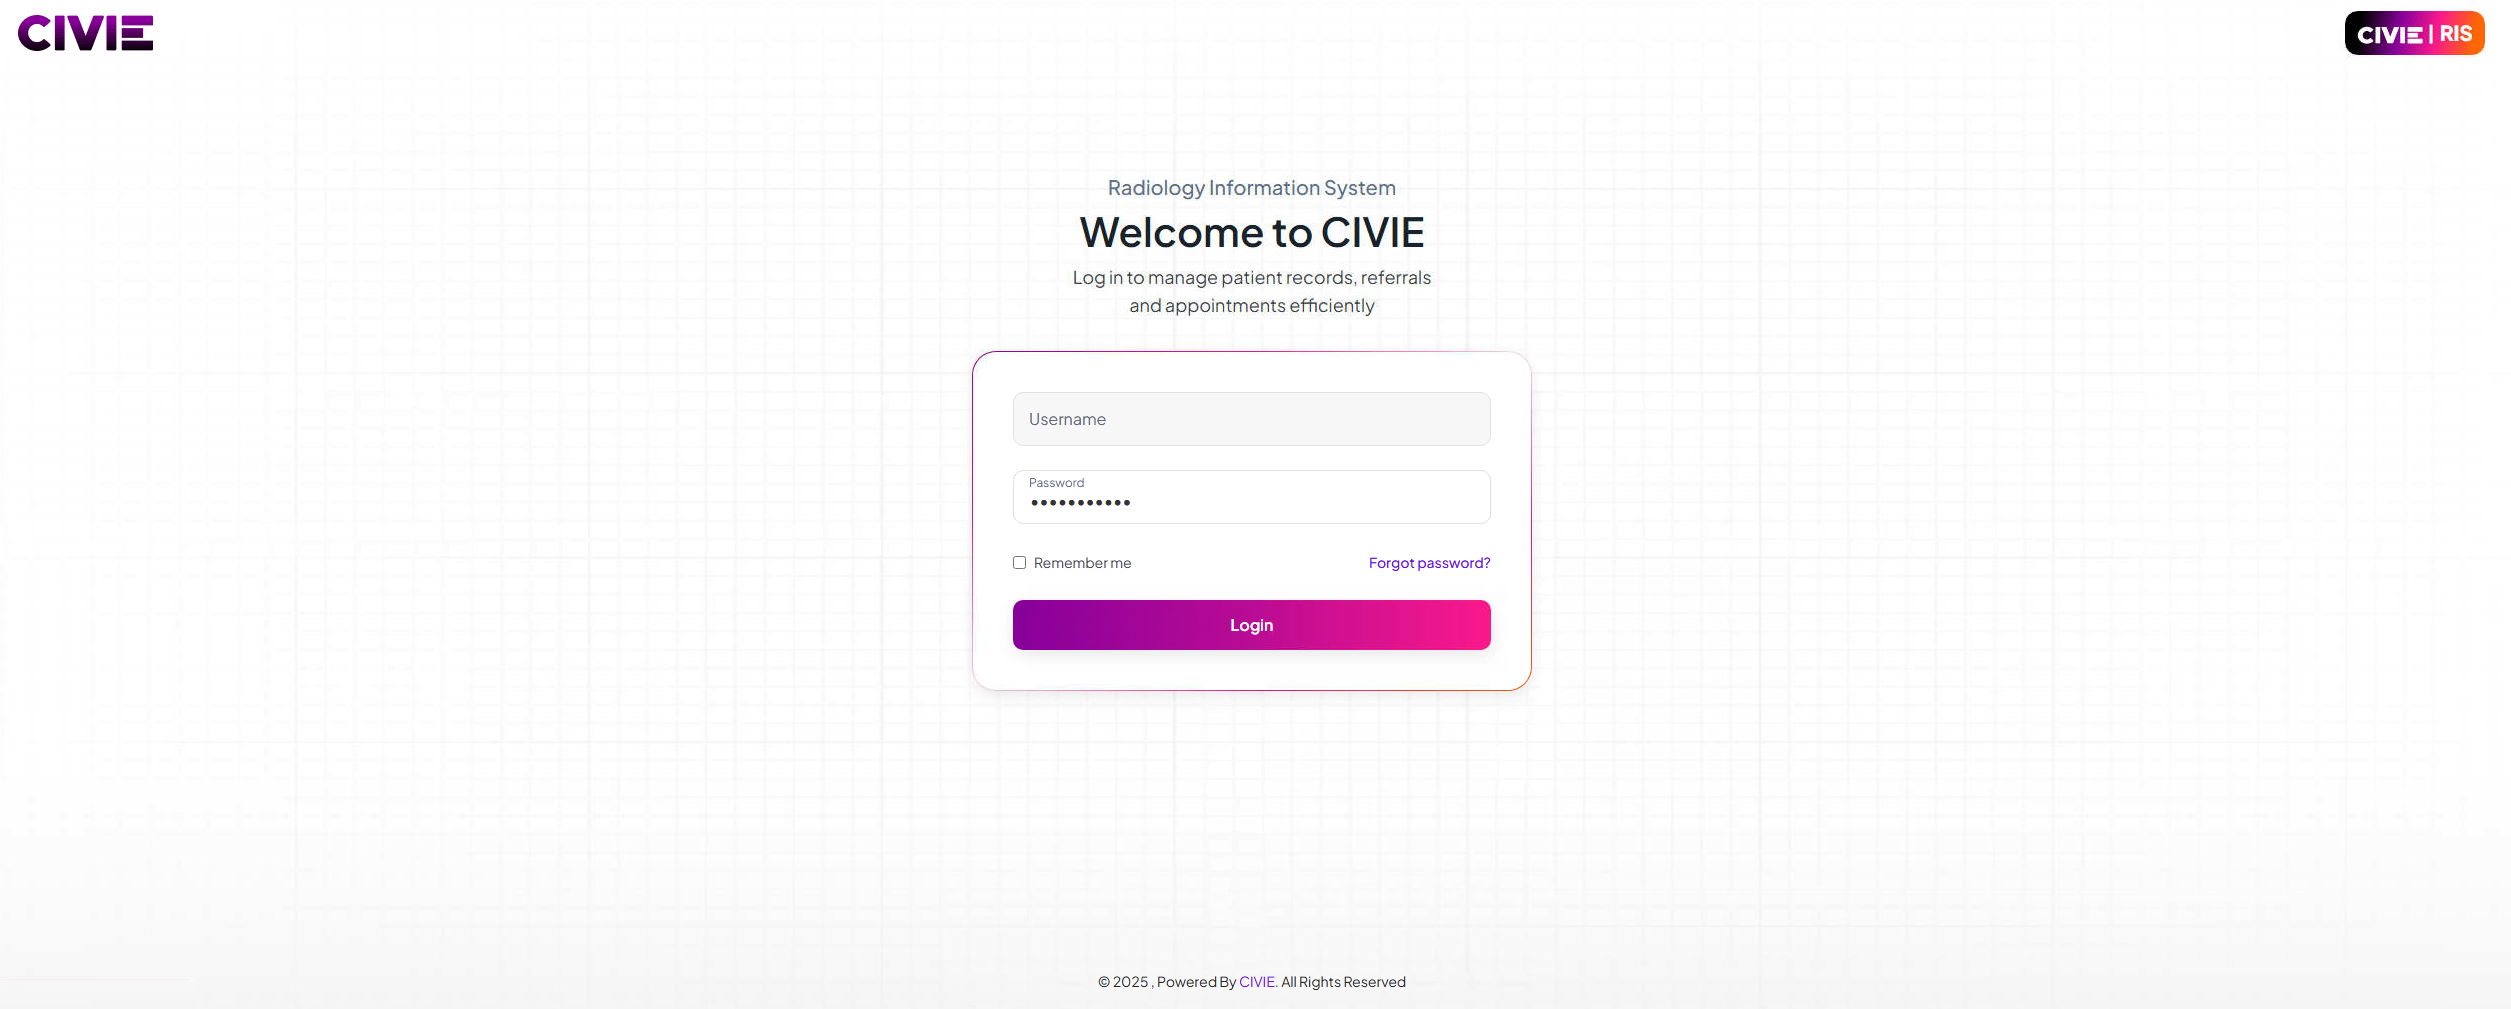 CIVIE
CIVIE | RIS
Radiology Information System
Welcome to CIVIE
Log in to manage patient records, referrals
and appointments efficiently
Username
Password
•••••••••••
Remember me
Forgot password?
Login
© 2025 , Powered By CIVIE. All Rights Reserved